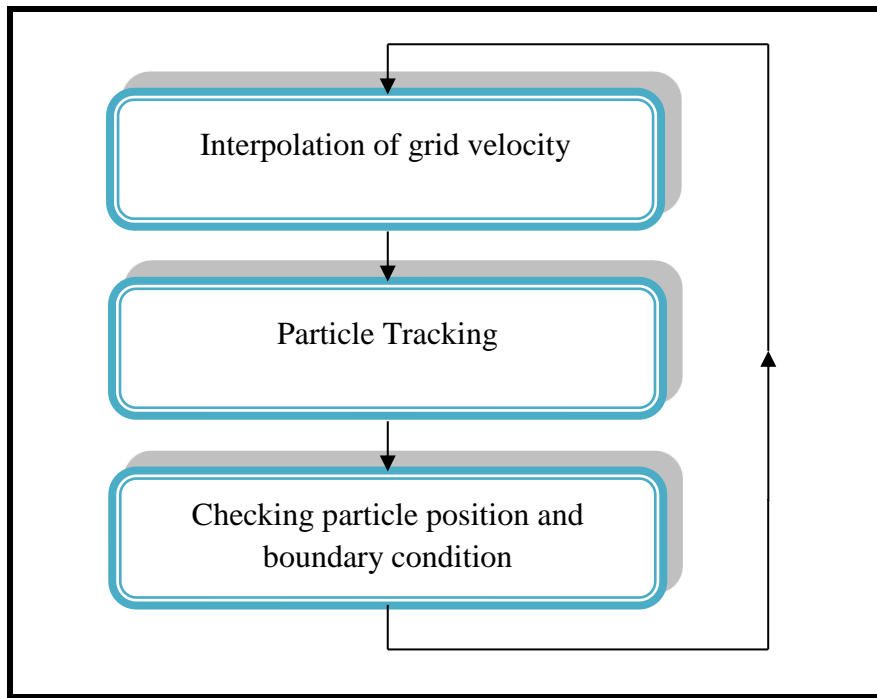 Interpolation of grid velocity
Particle Tracking
Checking particle position and
boundary condition